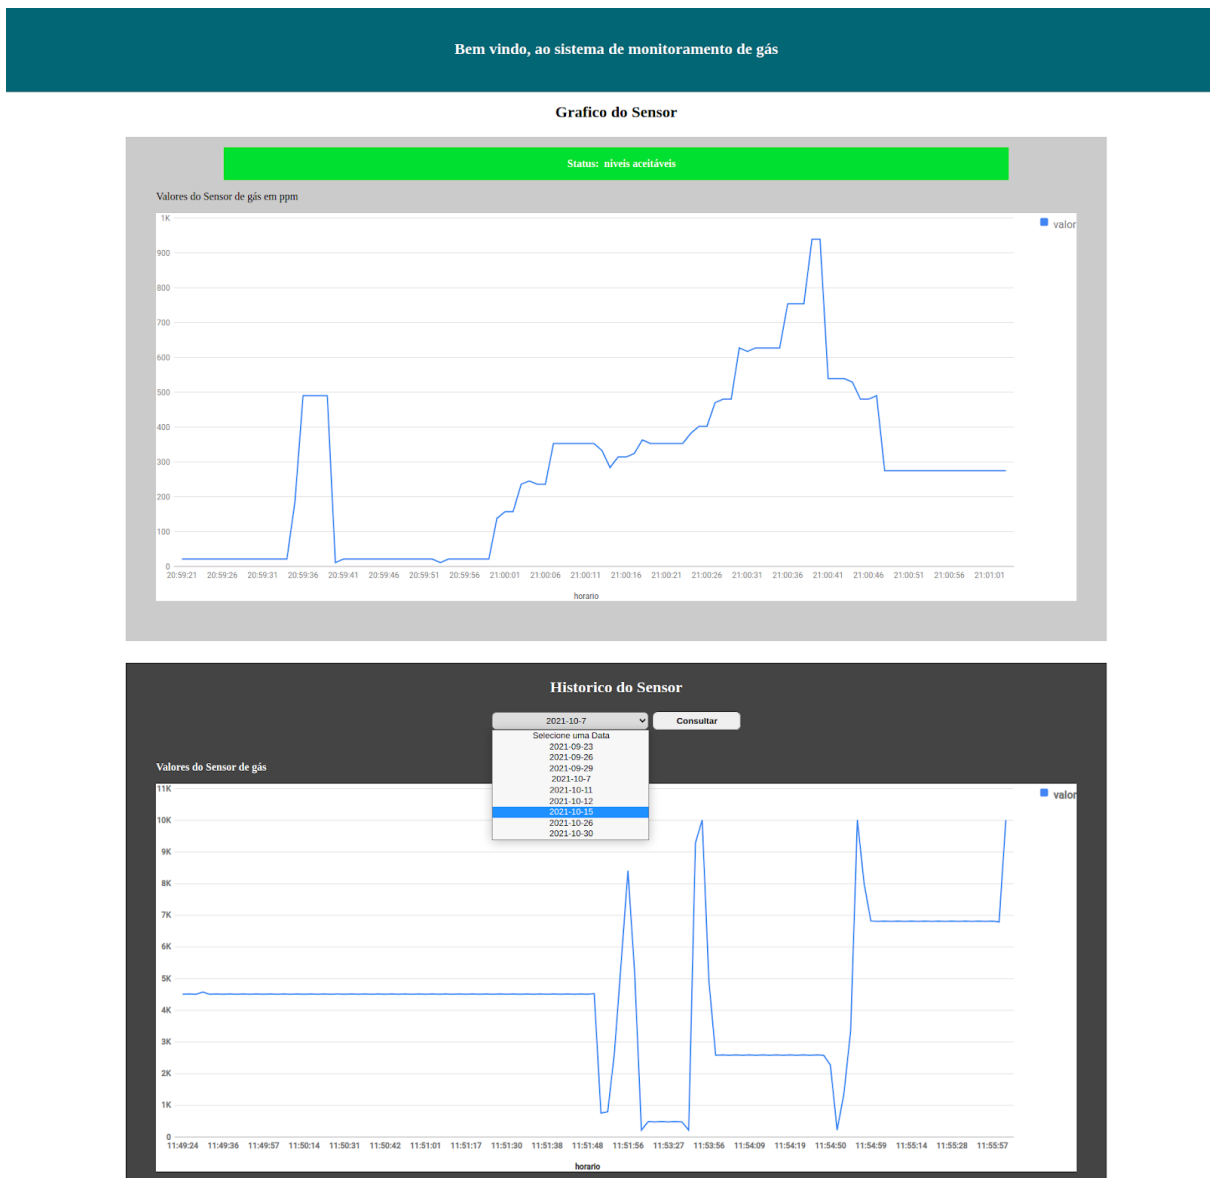 Bem vindo, ao sistema de monitoramento de gás
Grafico do Sensor
Status: niveis aceitáveis
Valores do Sensor de gás em ppm
1K
valor
900
800
700
600
500
400
300
200
100
0
20:59:21 20:59:26 20:59:31 20:59:36 20:59:41 20:59:46 20:59:51 20:59:56 21:00:01 21:00:06 21:00:11 21:00:16 21:00:21 21:00:26 21:00:31 21:00:36 21:00:41 21:00:46 21:00:51 21:00:56 21:01:01
horario
Historico do Sensor
2021-10-7 Consultar
Selecione uma Data
2021-09-23
2021-09-26
2021-09-29
2021-10-7
2021-10-11
2021-10-12
2021-10-15
2021-10-26
2021-10-30
Valores do Sensor de gás
11K
valor
10K
9K
8K
7K
6K
5K
4K
3K
2K
1K
0
11:49:24 11:49:36 11:49:57 11:50:14 11:50:31 11:50:42 11:51:01 11:51:17 11:51:30 11:51:38 11:51:48 11:51:56 11:53:27 11:53:56 11:54:09 11:54:19 11:54:50 11:54:59 11:55:14 11:55:28 11:55:57
horario